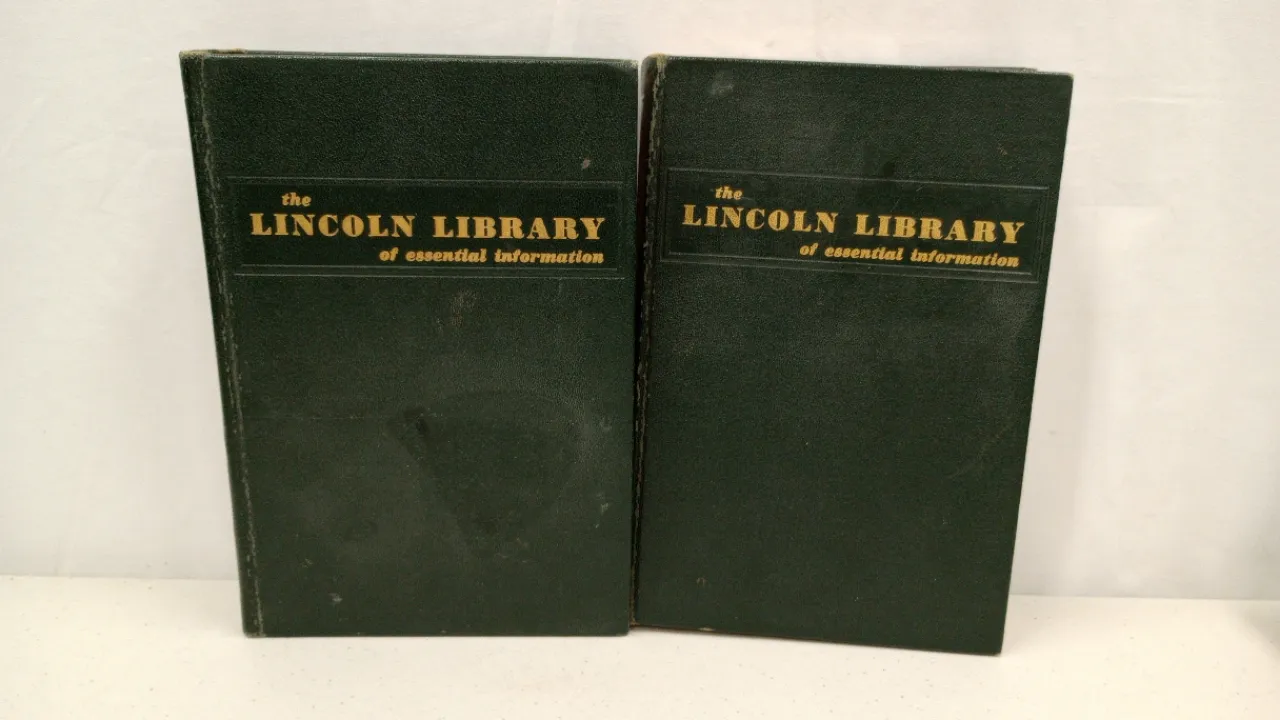 the
LINCOLN LIBRARY
of essential information
the
LINCOLN LIBRARY
of essential information